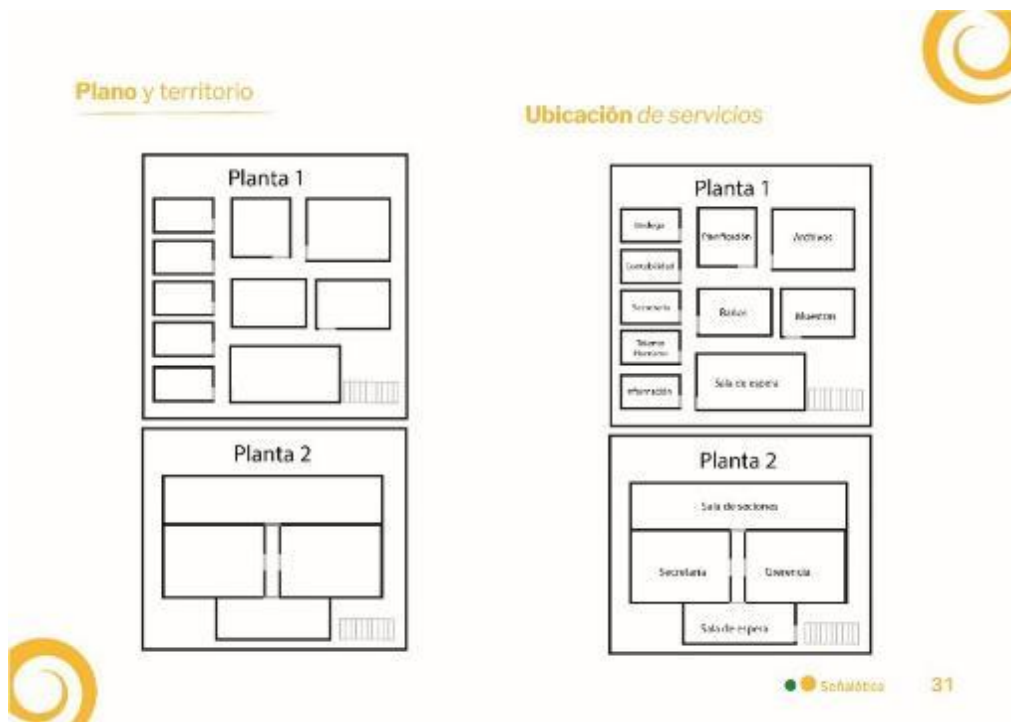 Plano y territorio
Planta 1
Planta 2
Ubicación de servicios
Planta 1
Bodega
Planificación
Archivos
Contabilidad
Secretaría
Baños
Muestras
Talento
Humano
Información
Sala de espera
Planta 2
Sala de seciones
Secretaría
Gerencia
Sala de espera
Señalética
31